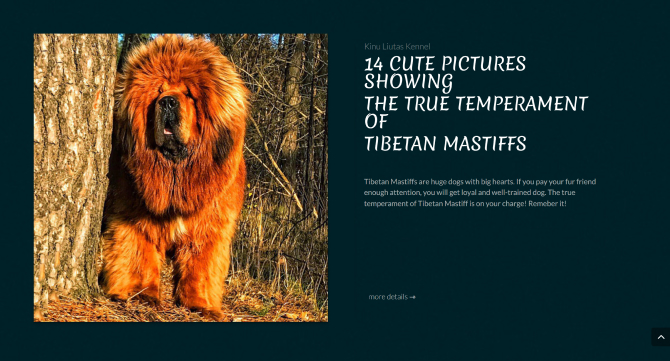 Kinu Liutas Kennel
14 CUTE PICTURES
SHOWING
THE TRUE TEMPERAMENT
OF
TIBETAN MASTIFFS
Tibetan Mastiffs are huge dogs with big hearts. If you pay your fur friend
enough attention, you will get loyal and well-trained dog. The true
temperament of Tibetan Mastiff is on your charge! Remeber it!
more details →